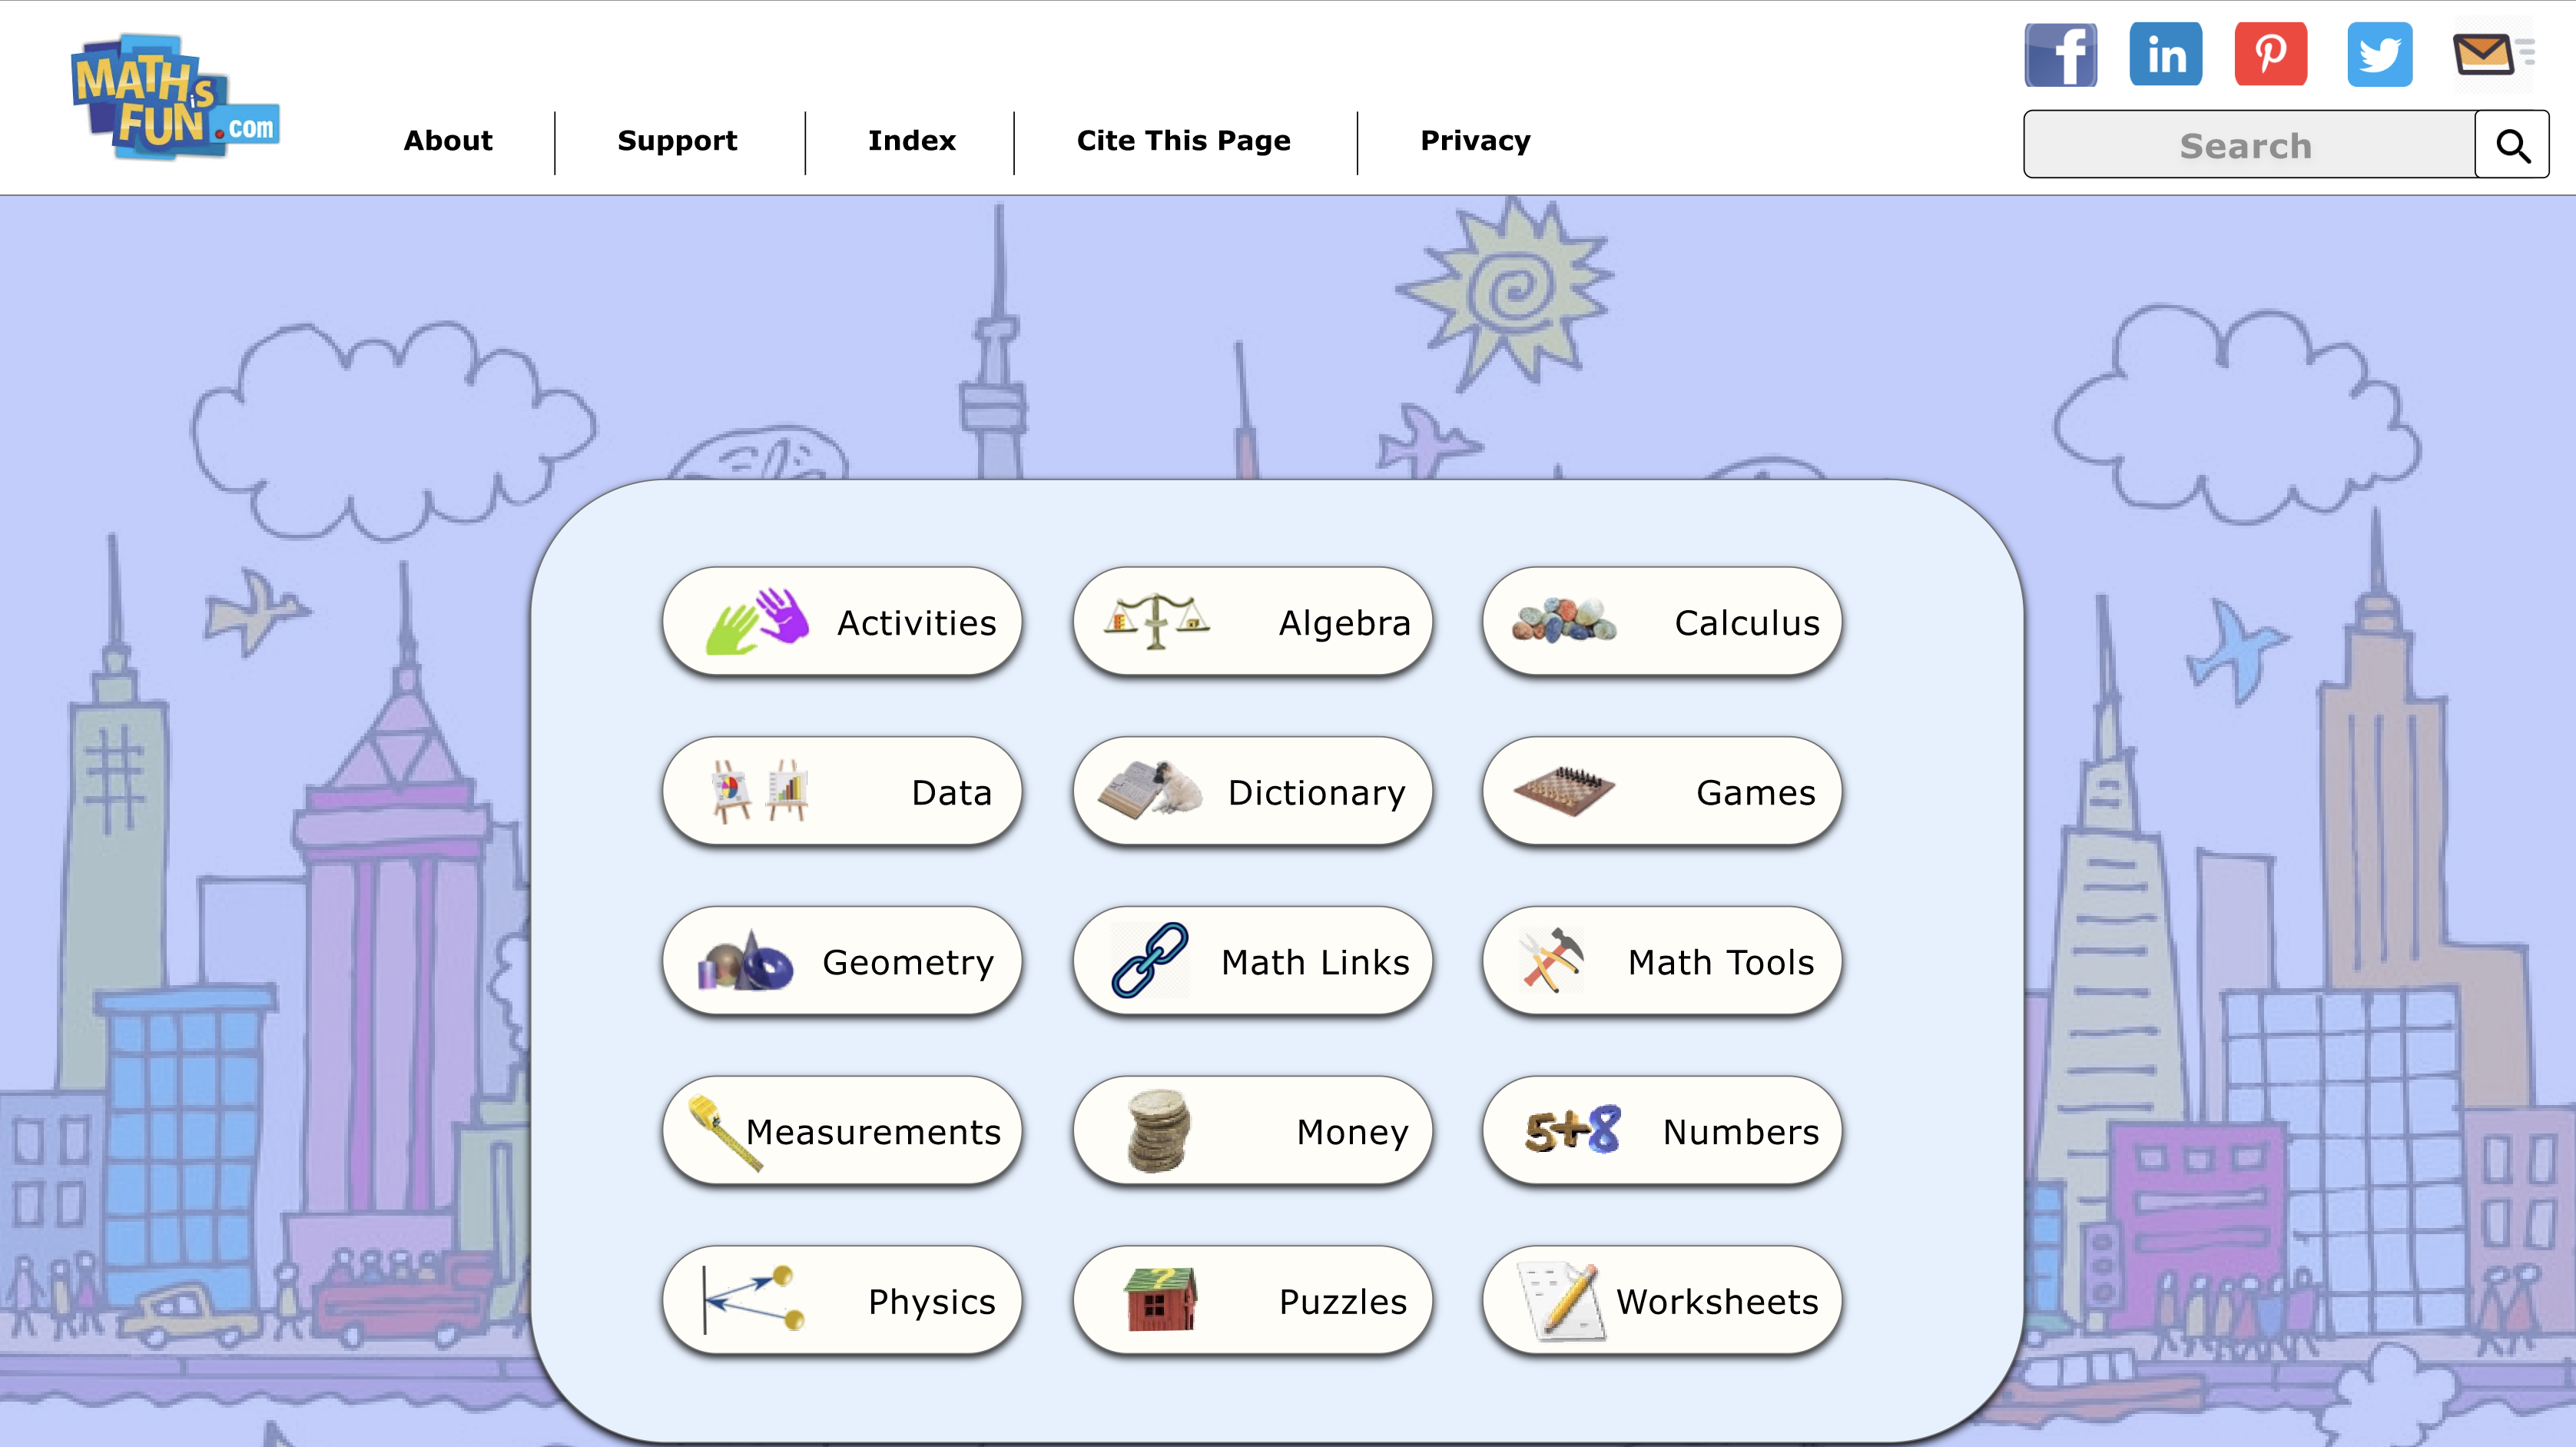 MATH is
FUN.com
About
Support
Index
Cite This Page
Privacy
Search
Activities
Algebra
Calculus
Data
Dictionary
Games
Geometry
Math Links
Math Tools
Measurements
Money
5+8
Numbers
Physics
?
Puzzles
Worksheets